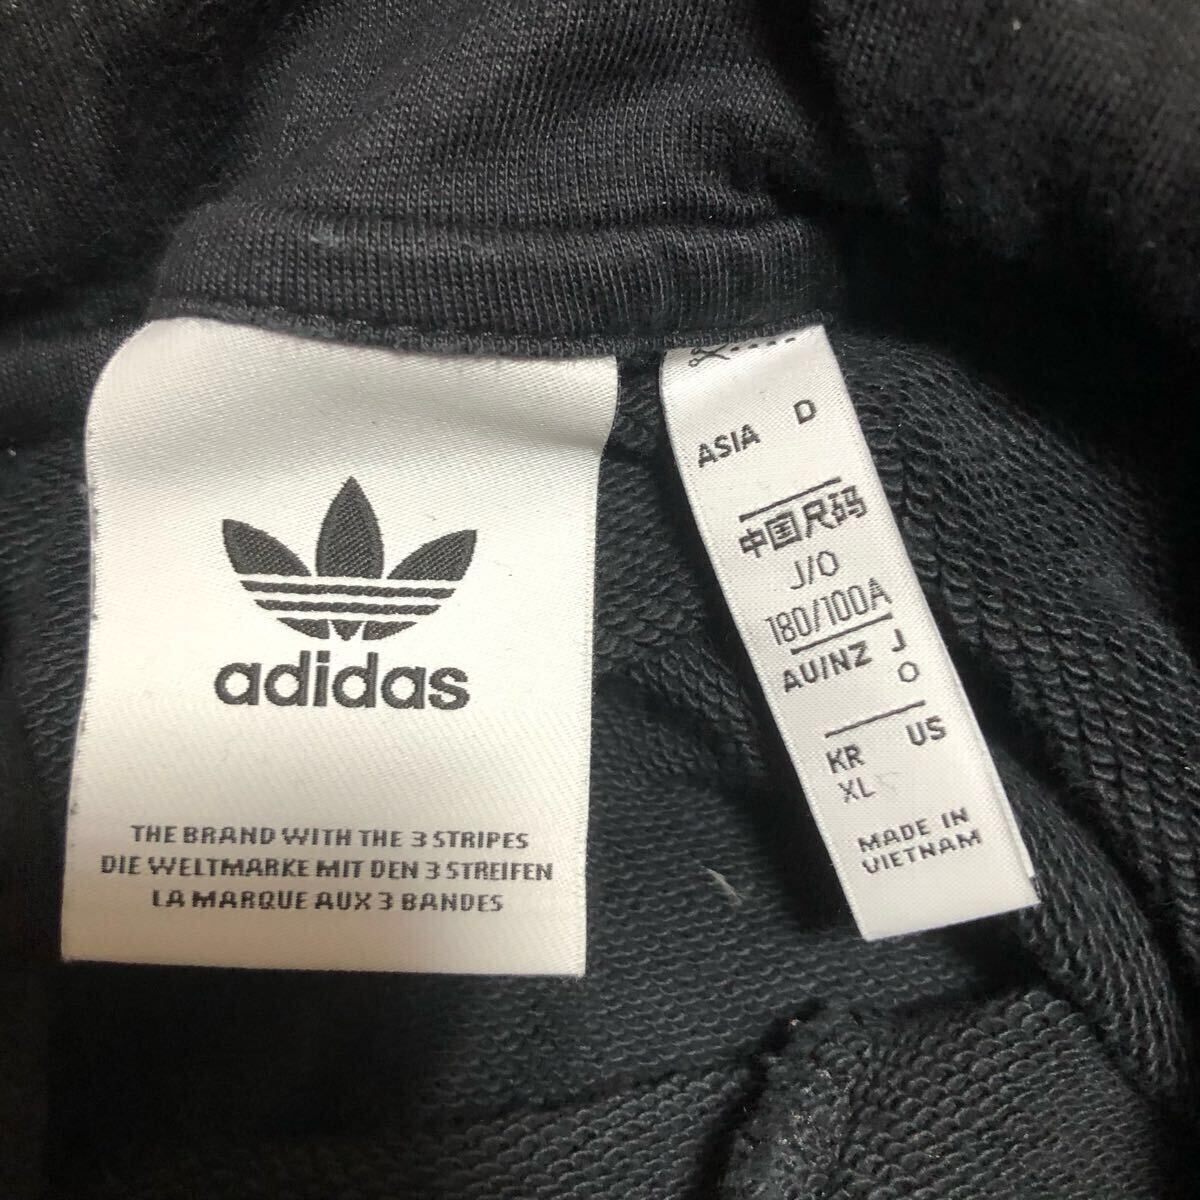 adidas
THE BRAND WITH THE 3 STRIPES
DIE WELTMARKE MIT DEN 3 STREIFEN
LA MARQUE AUX 3 BANDES
ASIA D
中国尺码
J/O
180/100A
AU/NZ J
O
KR US
XL
MADE IN
VIETNAM